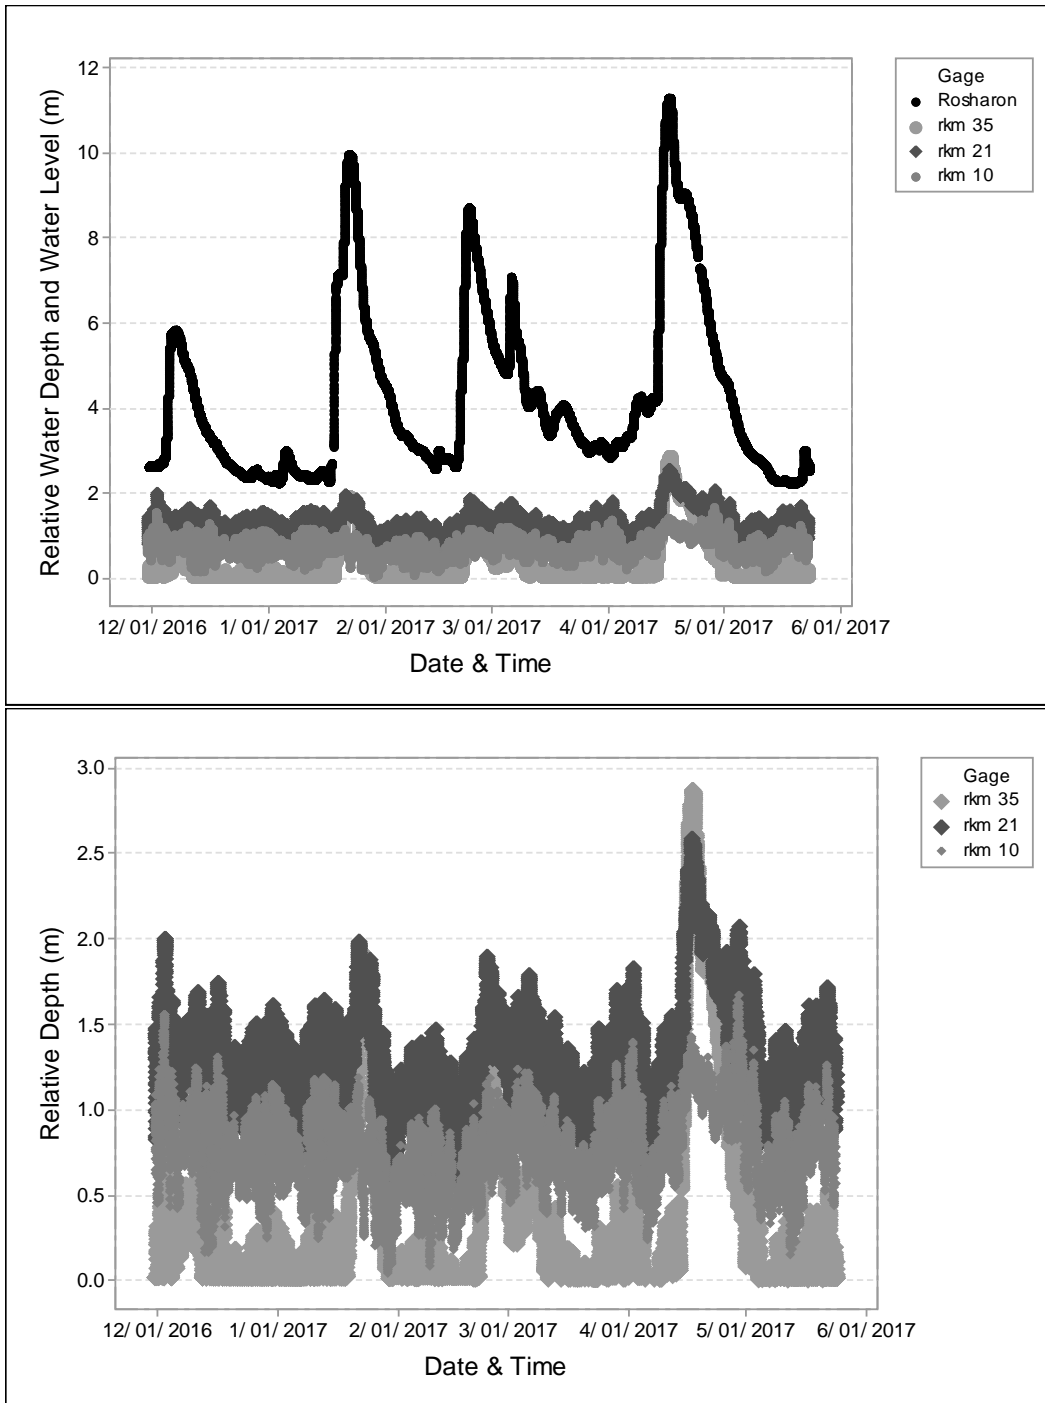 Relative Water Depth and Water Level (m)
12
10
8
6
4
2
0
12/ 01/ 2016 1/ 01/ 2017 2/ 01/ 2017 3/ 01/ 2017 4/ 01/ 2017 5/ 01/ 2017 6/ 01/ 2017
Date & Time
Gage
Rosharon
rkm 35
rkm 21
rkm 10
Relative Depth (m)
3.0
2.5
2.0
1.5
1.0
0.5
0.0
12/ 01/ 2016 1/ 01/ 2017 2/ 01/ 2017 3/ 01/ 2017 4/ 01/ 2017 5/ 01/ 2017 6/ 01/ 2017
Date & Time
Gage
rkm 35
rkm 21
rkm 10